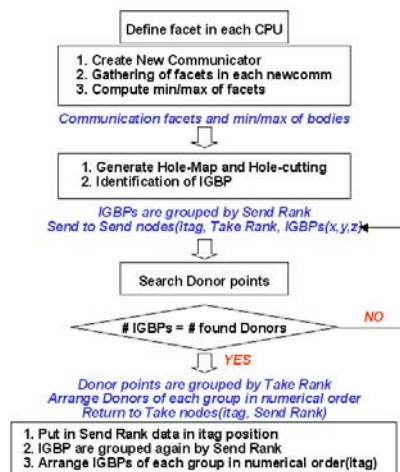 Define facet in each CPU
1. Create New Communicator
2. Gathering of facets in each newcomm
3. Compute min/max of facets
Communication facets and min/max of bodies
1. Generate Hole-Map and Hole-cutting
2. Identification of IGBP
IGBPs are grouped by Send Rank
Send to Send nodes(itag, Take Rank, IGBPs(x,y,z)
Search Donor points
# IGBPs = # found Donors
NO
YES
Donor points are grouped by Take Rank
Arrange Donors of each group in numerical order
Return to Take nodes(itag, Send Rank)
1. Put in Send Rank data in itag position
2. IGBP are grouped again by Send Rank
3. Arrange IGBPs of each group in numerical order(itag)